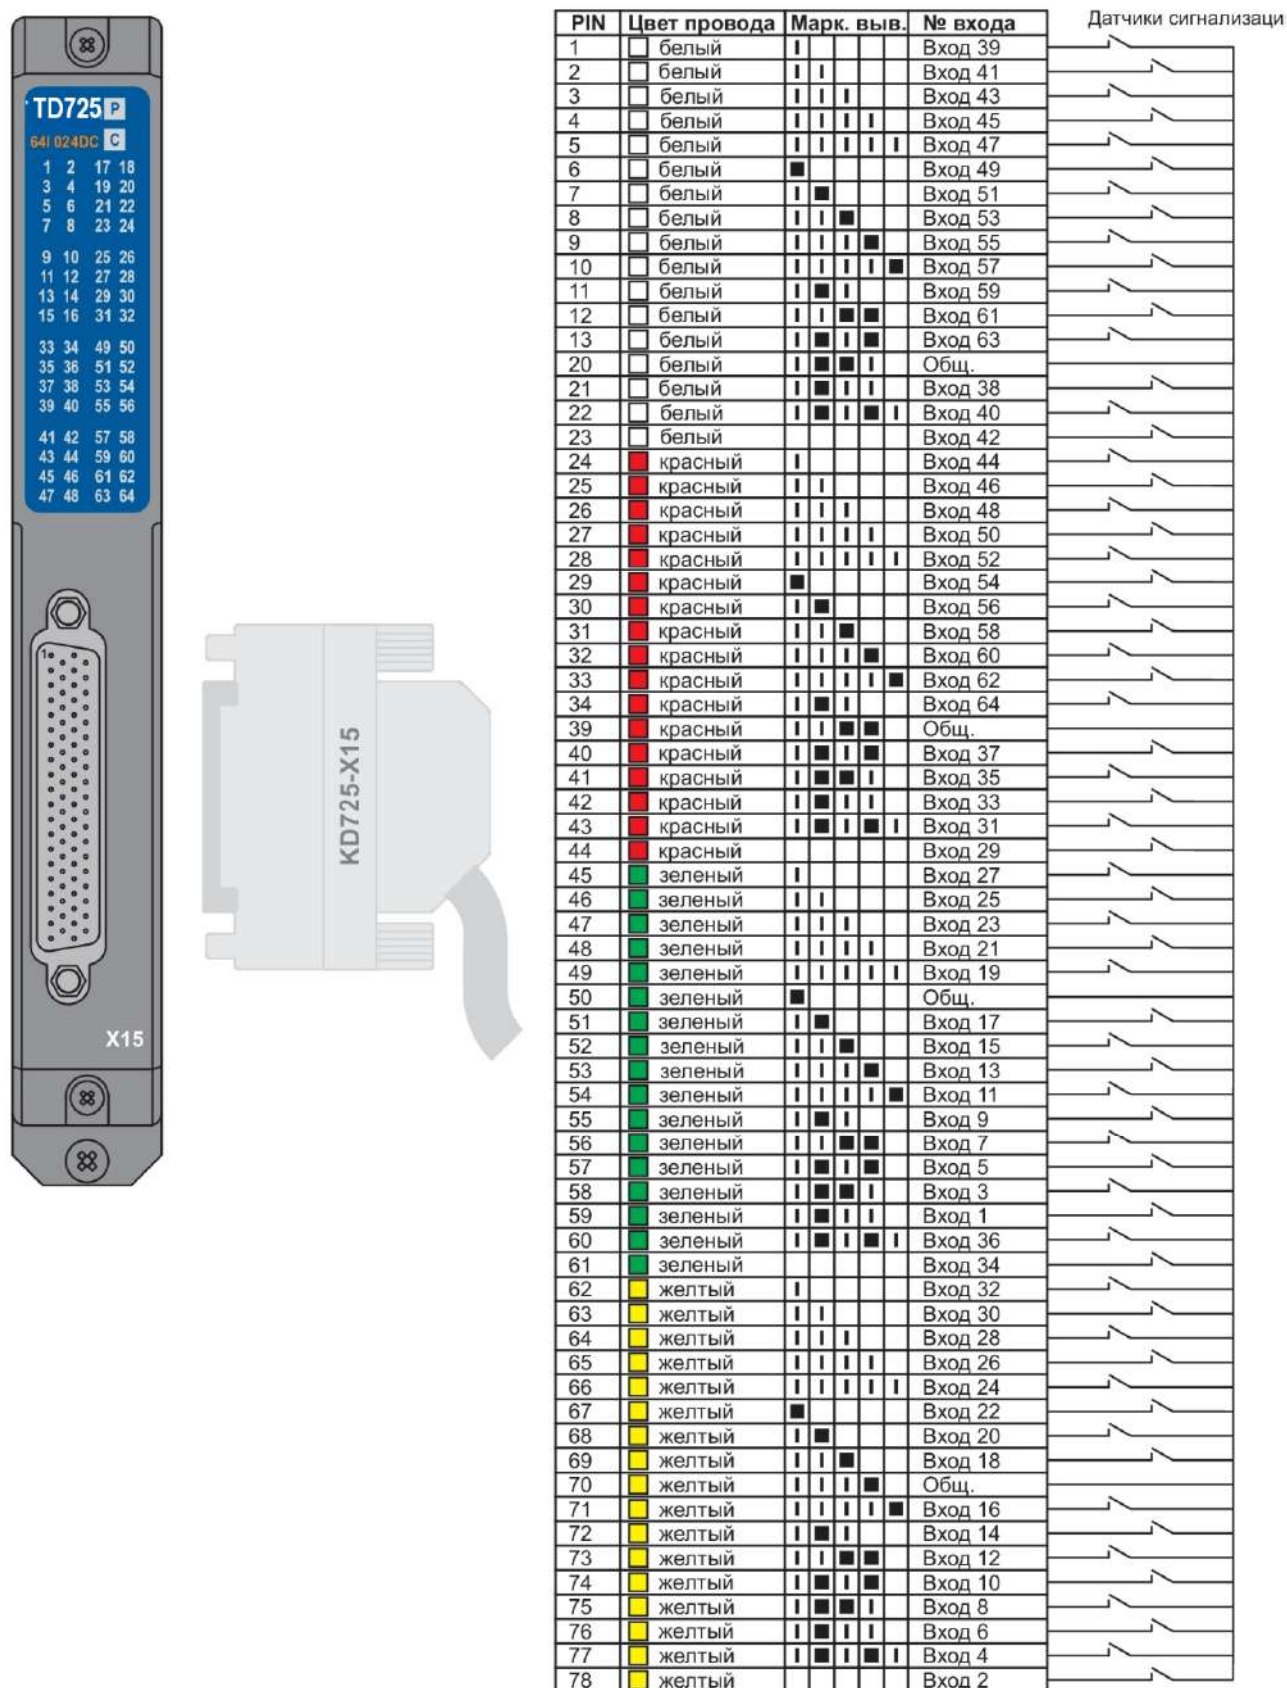 TD725 P
64I 024DC C
1 2 17 18
3 4 19 20
5 6 21 22
7 8 23 24
9 10 25 26
11 12 27 28
13 14 29 30
15 16 31 32
33 34 49 50
35 36 51 52
37 38 53 54
39 40 55 56
41 42 57 58
43 44 59 60
45 46 61 62
47 48 63 64
1
X15
KD725-X15
PIN Цвет провода Марк. выв. № входа Датчики сигнализаци
1 белый Вход 39
2 белый Вход 41
3 белый Вход 43
4 белый Вход 45
5 белый Вход 47
6 белый Вход 49
7 белый Вход 51
8 белый Вход 53
9 белый Вход 55
10 белый Вход 57
11 белый Вход 59
12 белый Вход 61
13 белый Вход 63
20 белый Общ.
21 белый Вход 38
22 белый Вход 40
23 белый Вход 42
24 красный Вход 44
25 красный Вход 46
26 красный Вход 48
27 красный Вход 50
28 красный Вход 52
29 красный Вход 54
30 красный Вход 56
31 красный Вход 58
32 красный Вход 60
33 красный Вход 62
34 красный Вход 64
39 красный Общ.
40 красный Вход 37
41 красный Вход 35
42 красный Вход 33
43 красный Вход 31
44 красный Вход 29
45 зеленый Вход 27
46 зеленый Вход 25
47 зеленый Вход 23
48 зеленый Вход 21
49 зеленый Вход 19
50 зеленый Общ.
51 зеленый Вход 17
52 зеленый Вход 15
53 зеленый Вход 13
54 зеленый Вход 11
55 зеленый Вход 9
56 зеленый Вход 7
57 зеленый Вход 5
58 зеленый Вход 3
59 зеленый Вход 1
60 зеленый Вход 36
61 зеленый Вход 34
62 желтый Вход 32
63 желтый Вход 30
64 желтый Вход 28
65 желтый Вход 26
66 желтый Вход 24
67 желтый Вход 22
68 желтый Вход 20
69 желтый Вход 18
70 желтый Общ.
71 желтый Вход 16
72 желтый Вход 14
73 желтый Вход 12
74 желтый Вход 10
75 желтый Вход 8
76 желтый Вход 6
77 желтый Вход 4
78 желтый Вход 2